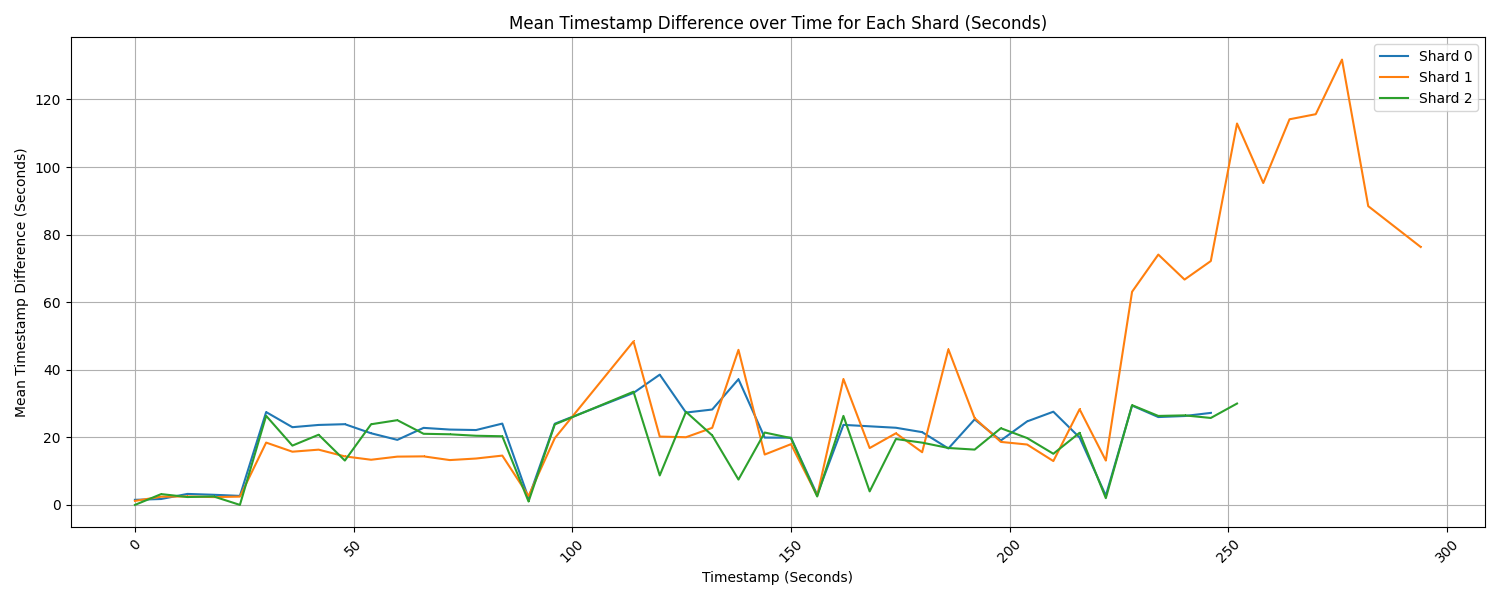 Mean Timestamp Difference over Time for Each Shard (Seconds)
Shard 0
Shard 1
Shard 2
Mean Timestamp Difference (Seconds)
120
100
80
60
40
20
0
0
50
100
150
200
250
300
Timestamp (Seconds)